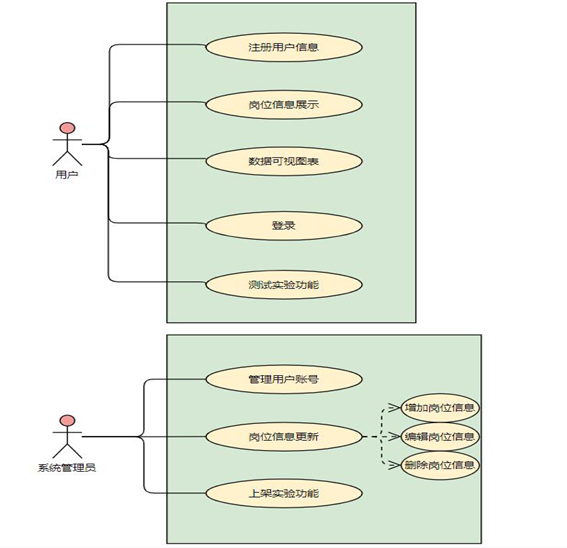 注册用户信息
岗位信息展示
用户
数据可视图表
登录
测试实验功能
管理用户账号
增加岗位信息
系统管理员
岗位信息更新
编辑岗位信息
删除岗位信息
上架实验功能